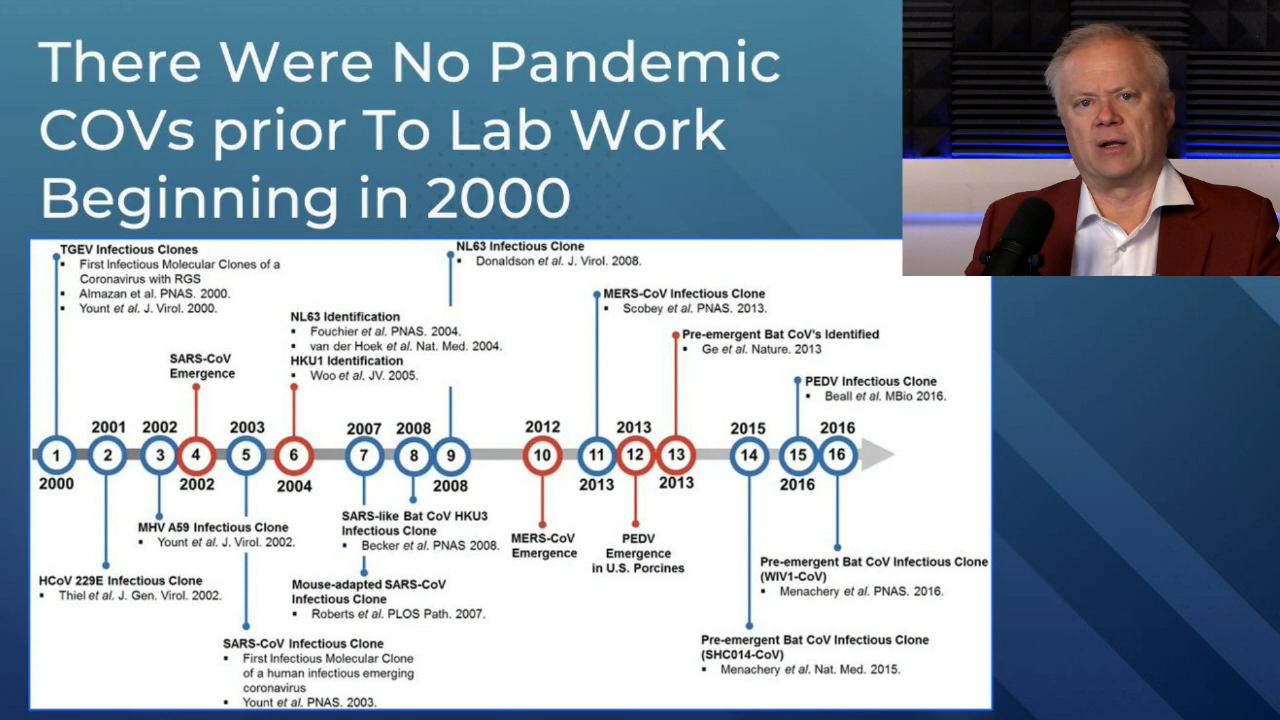 There Were No Pandemic
COVs prior To Lab Work
Beginning in 2000
TGEV Infectious Clones
▪ First Infectious Molecular Clones of a
Coronavirus with RGS
▪ Almazan et al. PNAS. 2000.
▪ Yount et al. J. Virol. 2000.
NL63 Infectious Clone
▪ Donaldson et al. J. Virol. 2008.
MERS-CoV Infectious Clone
▪ Scobey et al. PNAS. 2013.
NL63 Identification
▪ Fouchier et al. PNAS. 2004.
▪ van der Hoek et al. Nat. Med. 2004.
HKU1 Identification
▪ Woo et al. JV. 2005.
Pre-emergent Bat CoV's Identified
▪ Ge et al. Nature. 2013
SARS-CoV
Emergence
PEDV Infectious Clone
▪ Beall et al. MBio 2016.
2001 2002 2003 2007 2008 2012 2013 2015 2016
1 2 3 4 5 6 7 8 9 10 11 12 13 14 15 16
2000 2002 2004 2008 2013 2013 2016
MHV A59 Infectious Clone
▪ Yount et al. J. Virol. 2002.
SARS-like Bat CoV HKU3
Infectious Clone
▪ Becker et al. PNAS 2008.
MERS-CoV
Emergence
PEDV
Emergence
in U.S. Porcines
HCoV 229E Infectious Clone
▪ Thiel et al. J. Gen. Virol. 2002.
Mouse-adapted SARS-CoV
Infectious Clone
▪ Roberts et al. PLOS Path. 2007.
Pre-emergent Bat CoV Infectious Clone
(WIV1-CoV)
▪ Menachery et al. PNAS. 2016.
SARS-CoV Infectious Clone
▪ First Infectious Molecular Clone
of a human infectious emerging
coronavirus
▪ Yount et al. PNAS. 2003.
Pre-emergent Bat CoV Infectious Clone
(SHC014-CoV)
▪ Menachery et al. Nat. Med. 2015.